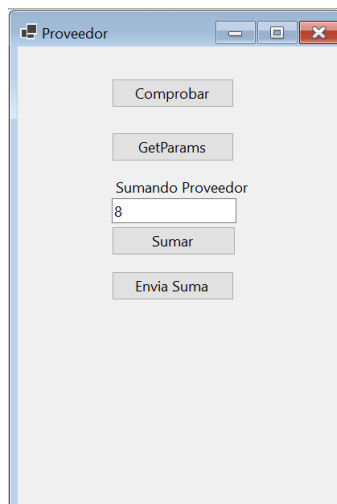 Proveedor
Comprobar
GetParams
Sumando Proveedor
8
Sumar
Envia Suma